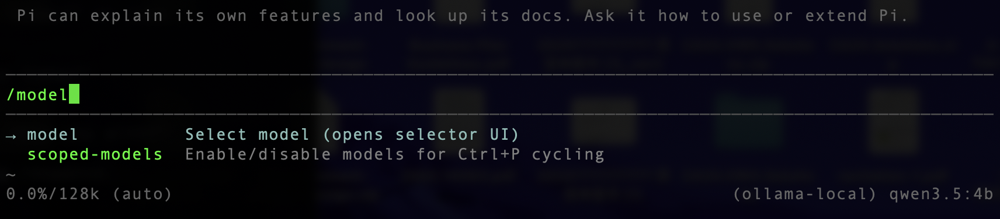 Pi can explain its own features and look up its docs. Ask it how to use or extend Pi.
/model
→ model Select model (opens selector UI)
scoped-models Enable/disable models for Ctrl+P cycling
~
0.0%/128k (auto) (ollama-local) qwen3.5:4b